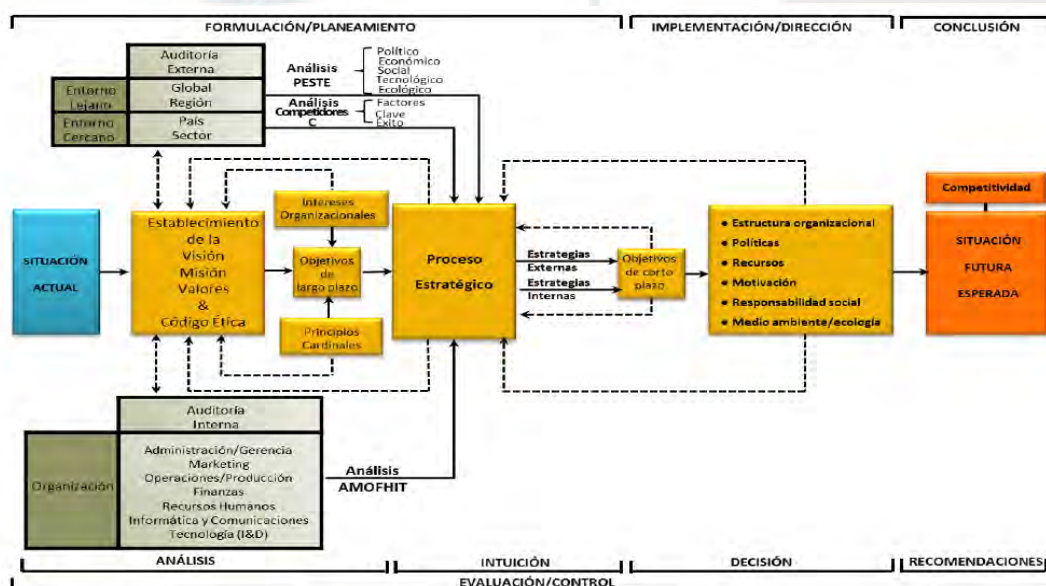 FORMULACIÓN/PLANEAMIENTO
IMPLEMENTACIÓN/DIRECCIÓN
CONCLUSIÓN
Auditoría
Externa
Entorno
Lejano
Global
Región
Entorno
Cercano
País
Sector
Análisis
PESTE
Político
Económico
Social
Tecnológico
Ecológico
Análisis
Competidores
C
Factores
Clave
Éxito
SITUACIÓN
ACTUAL
Establecimiento
de la
Visión
Misión
Valores
&
Código Ética
Intereses
Organizacionales
Objetivos
de
largo plazo
Principios
Cardinales
Proceso
Estratégico
Estrategias
Externas
Estrategias
Internas
Objetivos
de corto
plazo
• Estructura organizacional
• Políticas
• Recursos
• Motivación
• Responsabilidad social
• Medio ambiente/ecología
Competitividad
SITUACIÓN
FUTURA
ESPERADA
Auditoría
Interna
Organización
Administración/Gerencia
Marketing
Operaciones/Producción
Finanzas
Recursos Humanos
Informática y Comunicaciones
Tecnología (I&D)
Análisis
AMOFHIT
ANÁLISIS
INTUICIÓN
DECISIÓN
RECOMENDACIONES
EVALUACIÓN/CONTROL